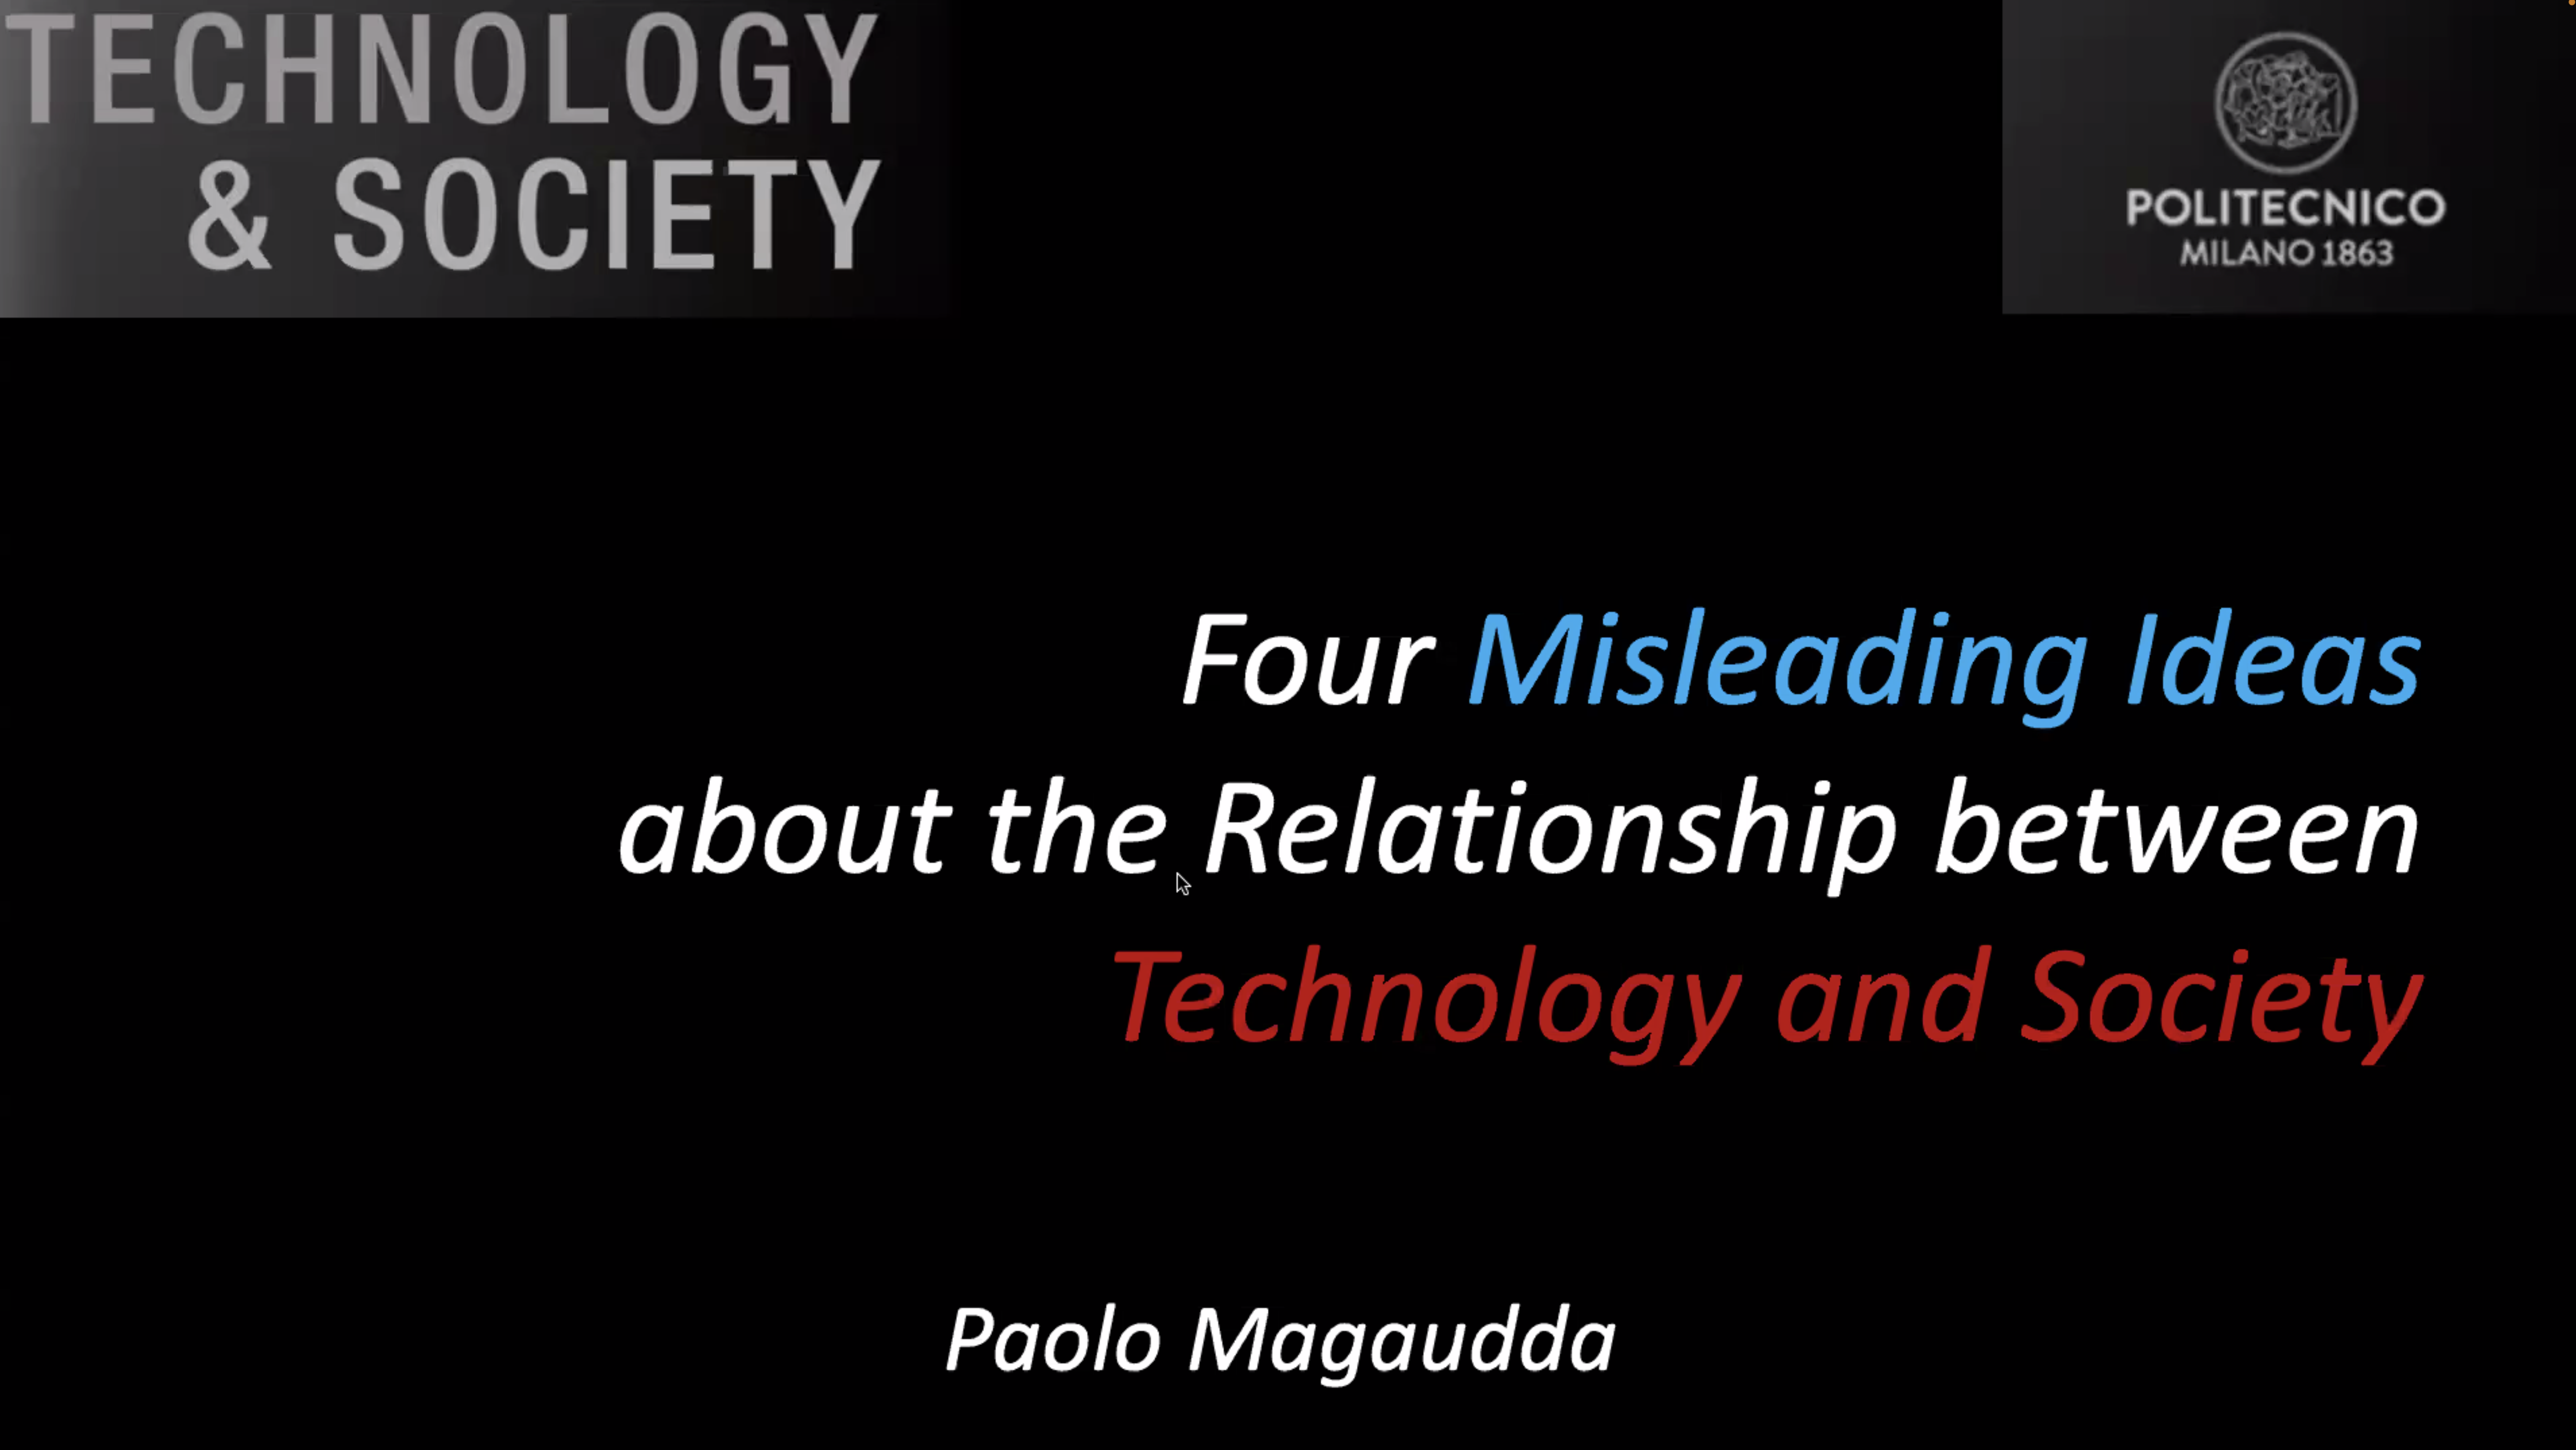 TECHNOLOGY
& SOCIETY
POLITECNICO
MILANO 1863
Four Misleading Ideas
about the Relationship between
Technology and Society
Paolo Magaudda